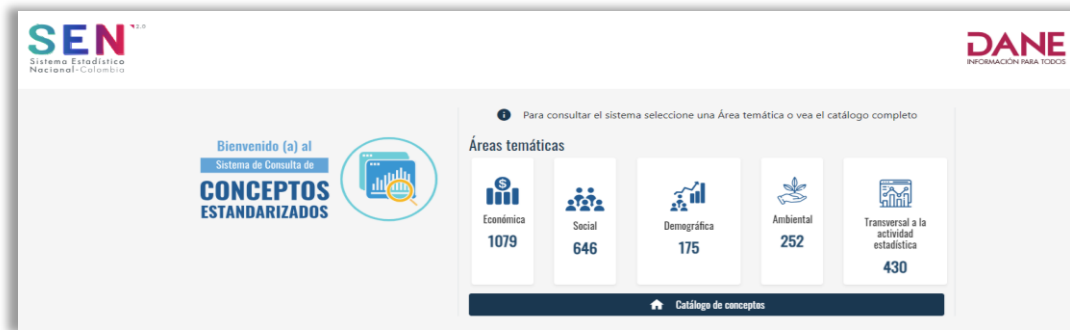 SEN 2.0
Sistema Estadístico
Nacional-Colombia
DANE
INFORMACIÓN PARA TODOS
Para consultar el sistema seleccione una Área temática o vea el catálogo completo
Bienvenido (a) al
Sistema de Consulta de
CONCEPTOS
ESTANDARIZADOS
Áreas temáticas
Económica
1079
Social
646
Demográfica
175
Ambiental
252
Transversal a la
actividad
estadística
430
Catálogo de conceptos